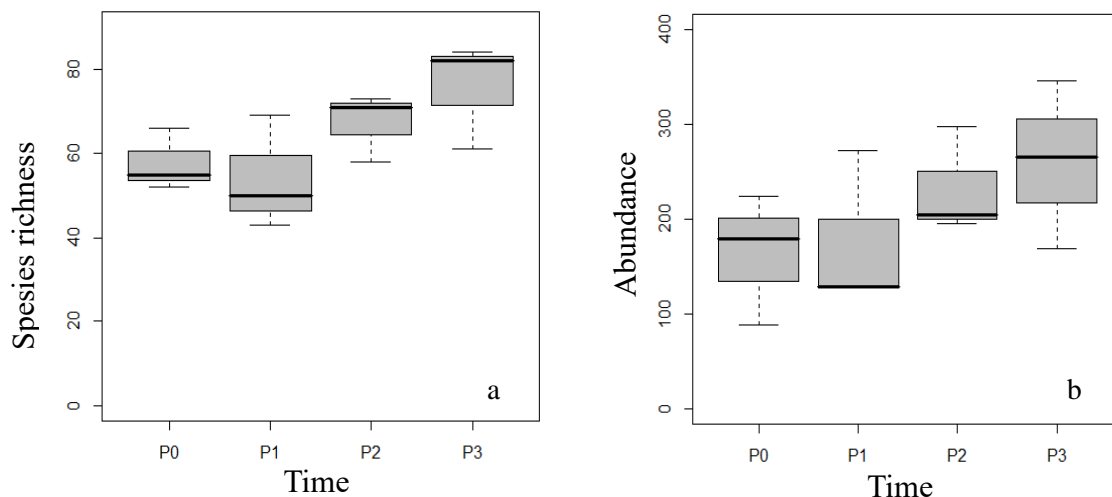 Spesies richness
80
60
40
20
0
P0 P1 P2 P3
Time
a
Abundance
400
300
200
100
0
P0 P1 P2 P3
Time
b